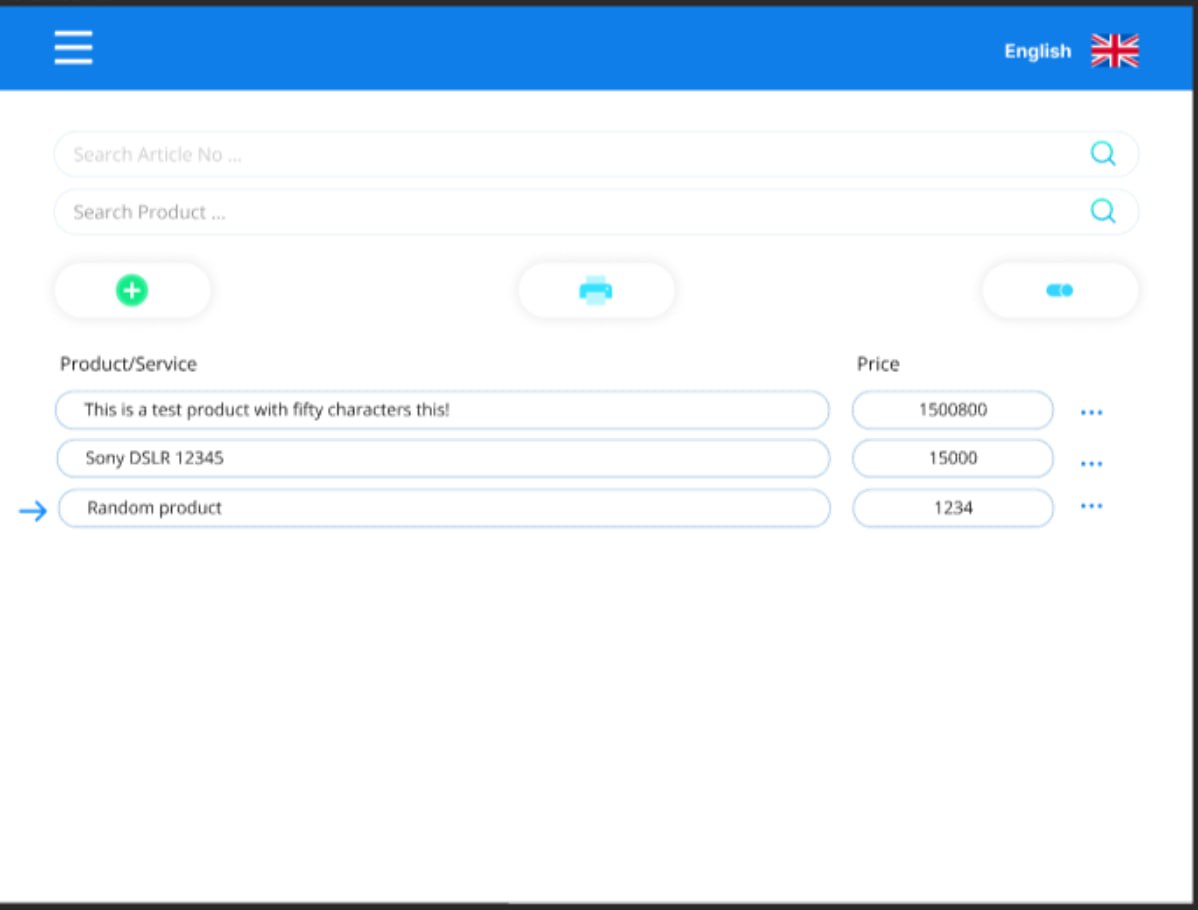 English
Search Article No ...
Search Product ...
Product/Service Price
This is a test product with fifty characters this! 1500800
Sony DSLR 12345 15000
Random product 1234